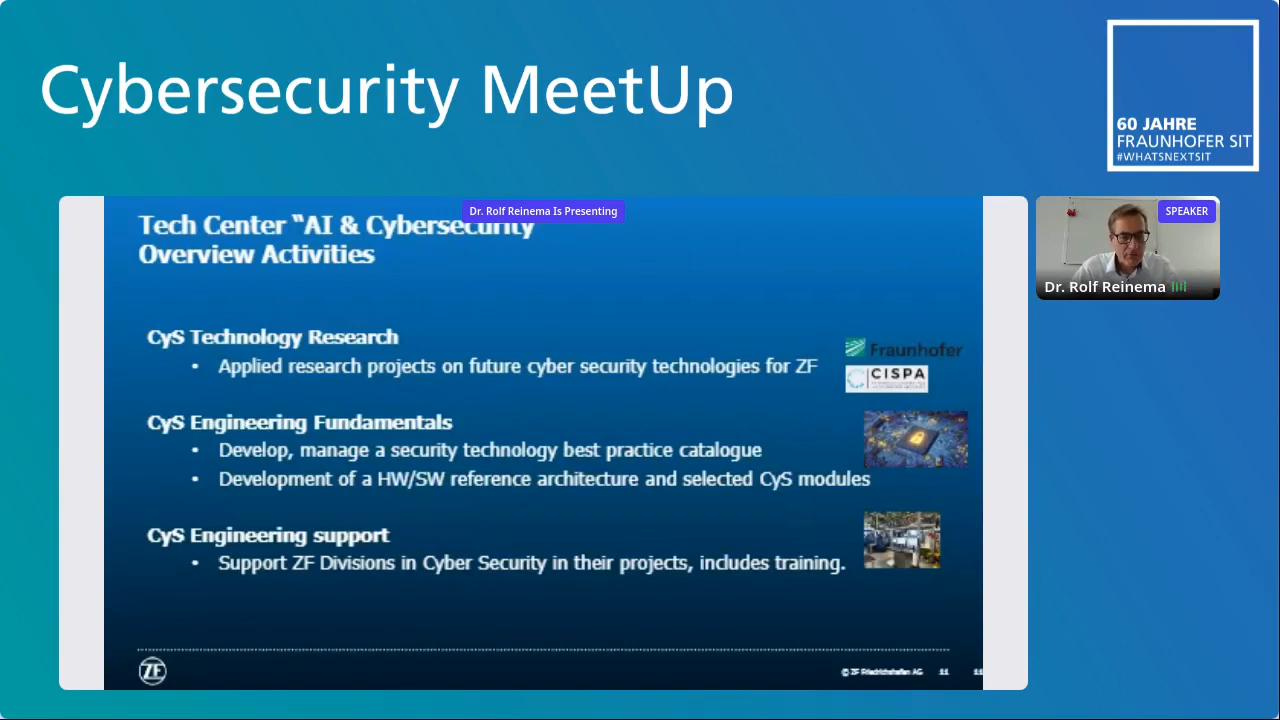 Cybersecurity MeetUp
60 JAHRE
FRAUNHOFER SIT
#WHATSNEXTSIT
Dr. Rolf Reinema Is Presenting
Tech Center "AI & Cybersecurity
Overview Activities
SPEAKER
Dr. Rolf Reinema
CyS Technology Research
• Applied research projects on future cyber security technologies for ZF
Fraunhofer
CISPA
CyS Engineering Fundamentals
• Develop, manage a security technology best practice catalogue
• Development of a HW/SW reference architecture and selected CyS modules
CyS Engineering support
• Support ZF Divisions in Cyber Security in their projects, includes training.
ZF
© ZF Friedrichshafen AG 11